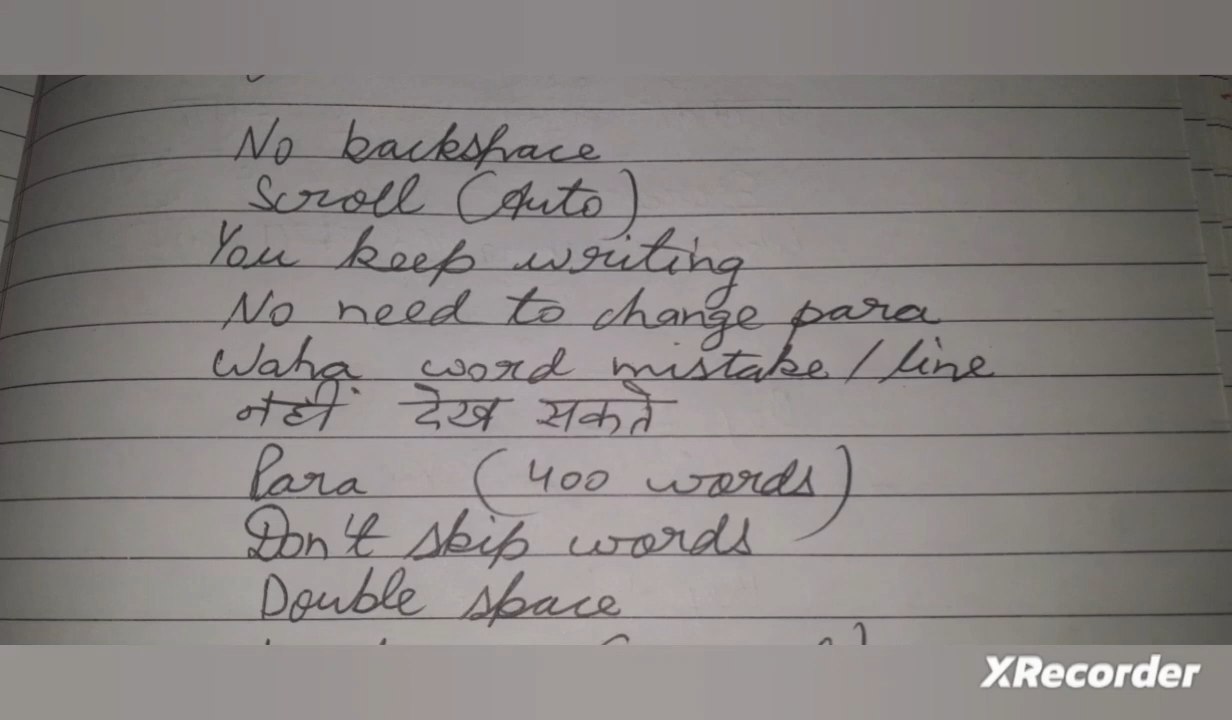 No backspace
Scroll (Auto)
You keep writing
No need to change para
Waha word mistake / line
नहीं देख सकते
Para (400 words)
Don't skip words
Double space
XRecorder